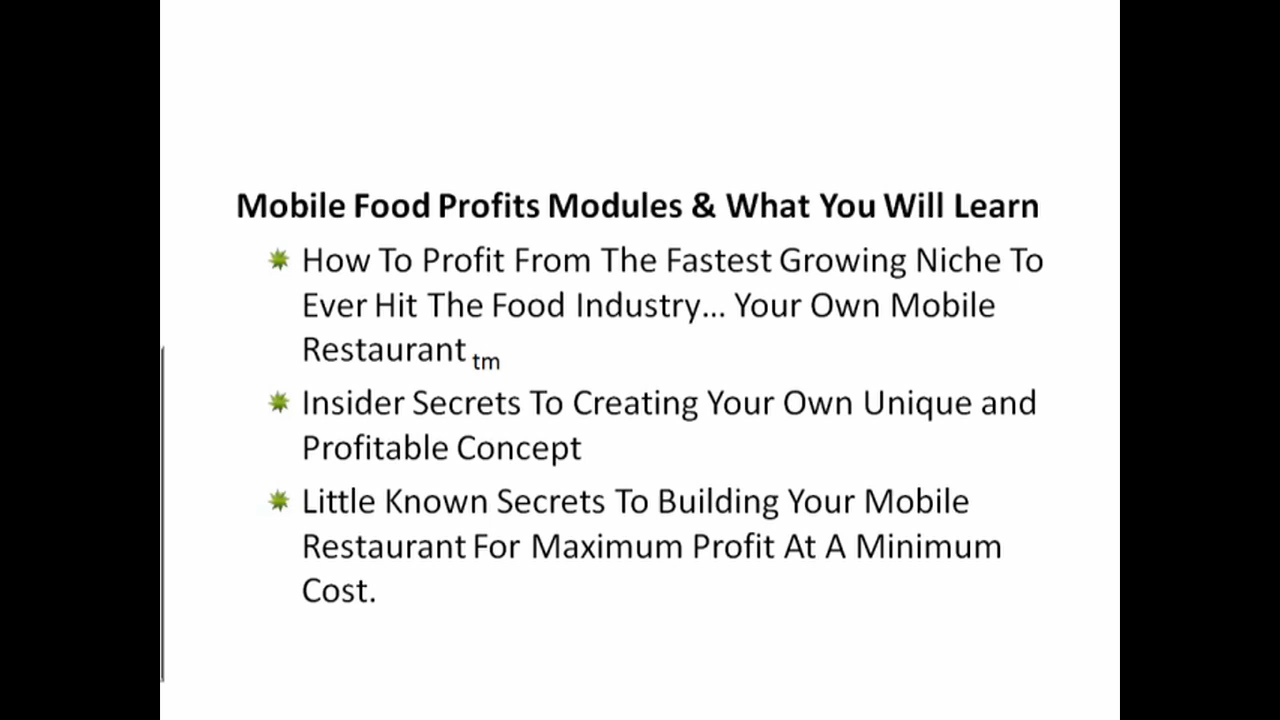 Mobile Food Profits Modules & What You Will Learn
How To Profit From The Fastest Growing Niche To
Ever Hit The Food Industry... Your Own Mobile
Restaurant tm
Insider Secrets To Creating Your Own Unique and
Profitable Concept
Little Known Secrets To Building Your Mobile
Restaurant For Maximum Profit At A Minimum
Cost.